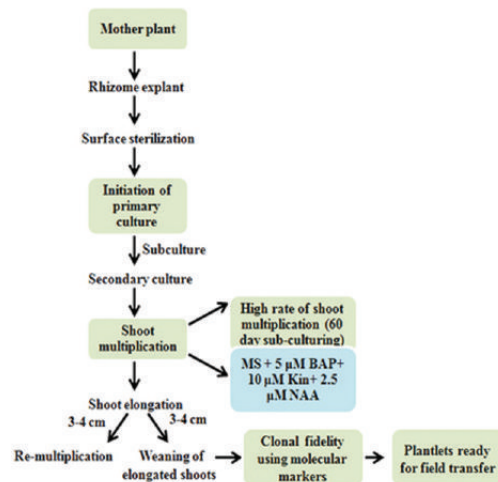 Mother plant
Rhizome explant
Surface sterilization
Initiation of
primary
culture
Subculture
Secondary culture
Shoot
multiplication
High rate of shoot
multiplication (60
day sub-culturing)
MS + 5 µM BAP+
10 µM Kin+ 2.5
µM NAA
Shoot elongation
3-4 cm
3-4 cm
Re-multiplication
Weaning of
elongated shoots
Clonal fidelity
using molecular
markers
Plantlets ready
for field transfer